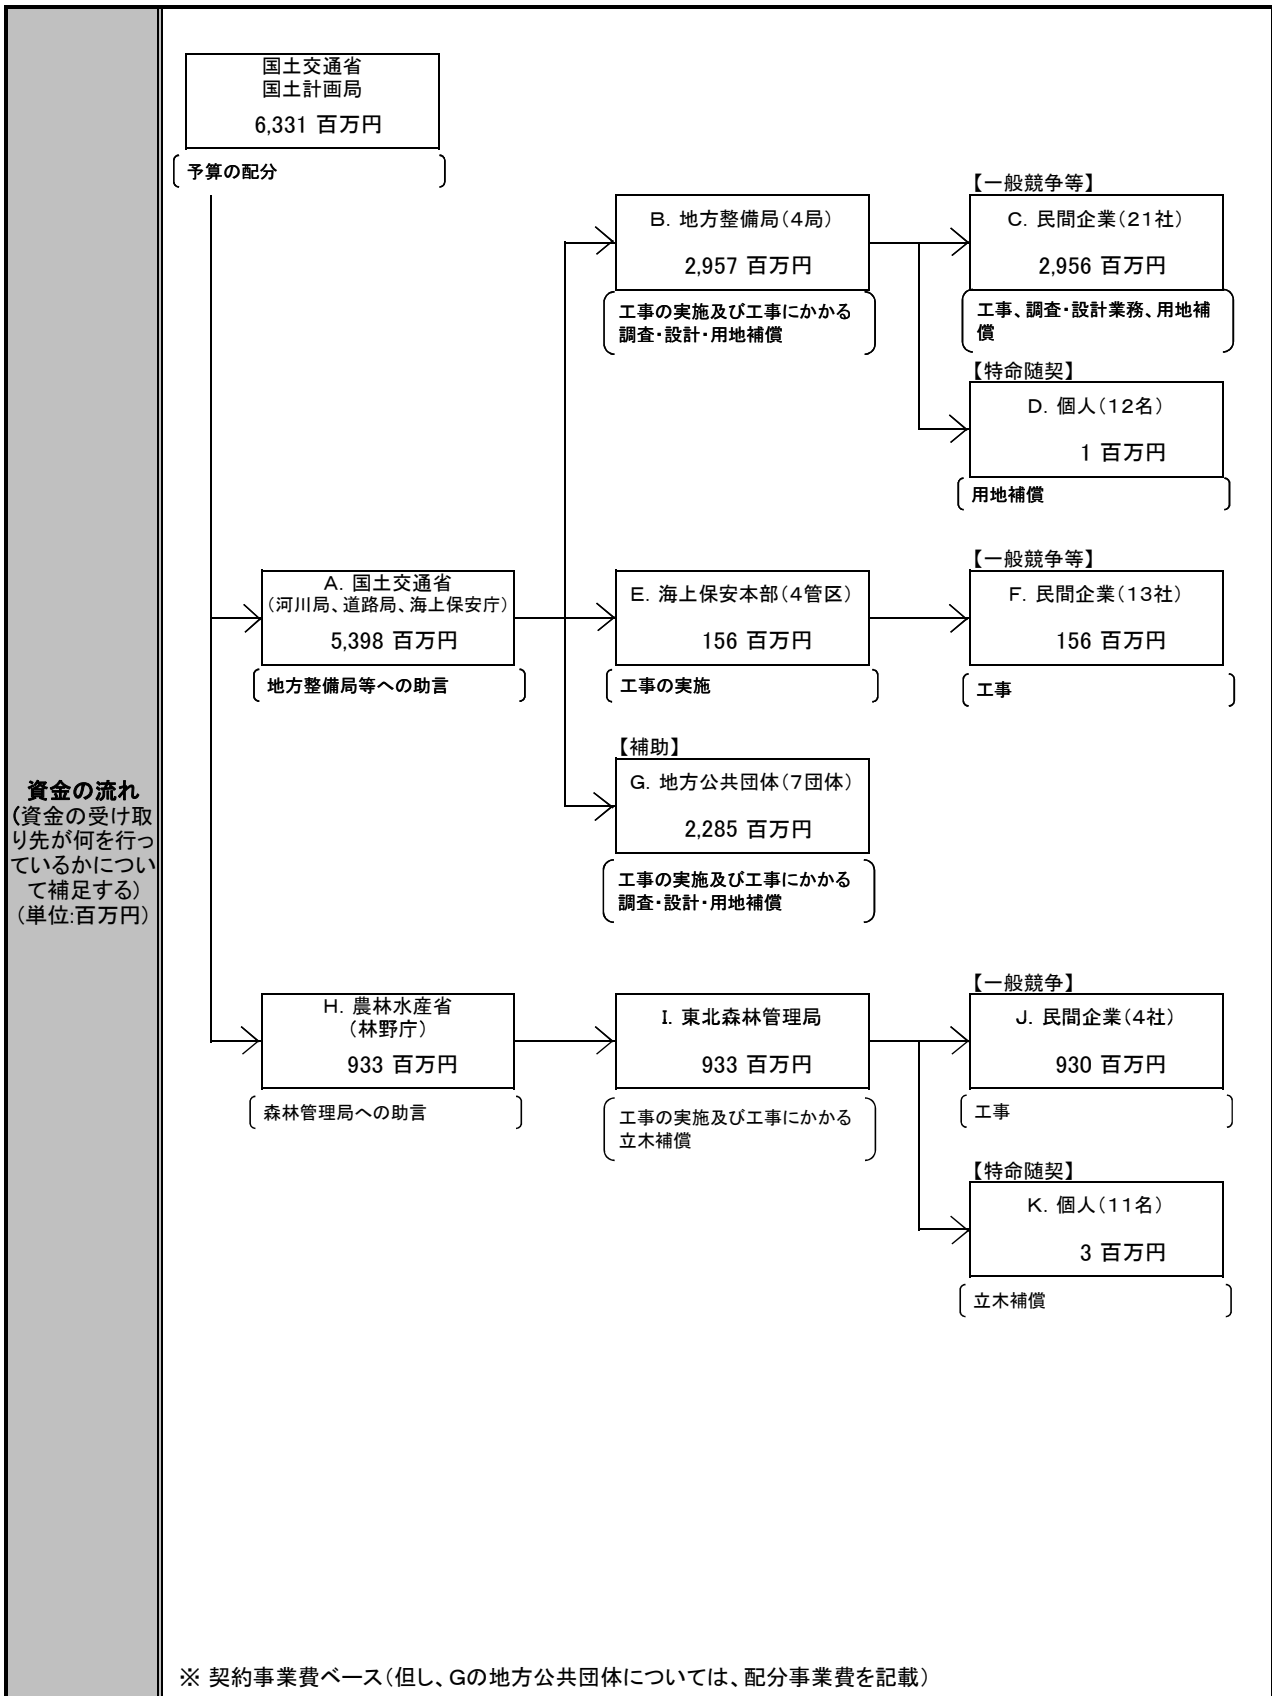 資金の流れ
(資金の受け取
り先が何を行っ
ているかについ
て補足する)
(単位:百万円)
国土交通省
国土計画局
6,331 百万円
予算の配分
A. 国土交通省
(河川局、道路局、海上保安庁)
5,398 百万円
地方整備局等への助言
B. 地方整備局(4局)
2,957 百万円
工事の実施及び工事にかかる
調査・設計・用地補償
【一般競争等】
C. 民間企業(21社)
2,956 百万円
工事、調査・設計業務、用地補
償
【特命随契】
D. 個人(12名)
1 百万円
用地補償
E. 海上保安本部(4管区)
156 百万円
工事の実施
【一般競争等】
F. 民間企業(13社)
156 百万円
工事
【補助】
G. 地方公共団体(7団体)
2,285 百万円
工事の実施及び工事にかかる
調査・設計・用地補償
H. 農林水産省
(林野庁)
933 百万円
森林管理局への助言
I. 東北森林管理局
933 百万円
工事の実施及び工事にかかる
立木補償
【一般競争】
J. 民間企業(4社)
930 百万円
工事
【特命随契】
K. 個人(11名)
3 百万円
立木補償
※ 契約事業費ベース(但し、Gの地方公共団体については、配分事業費を記載)